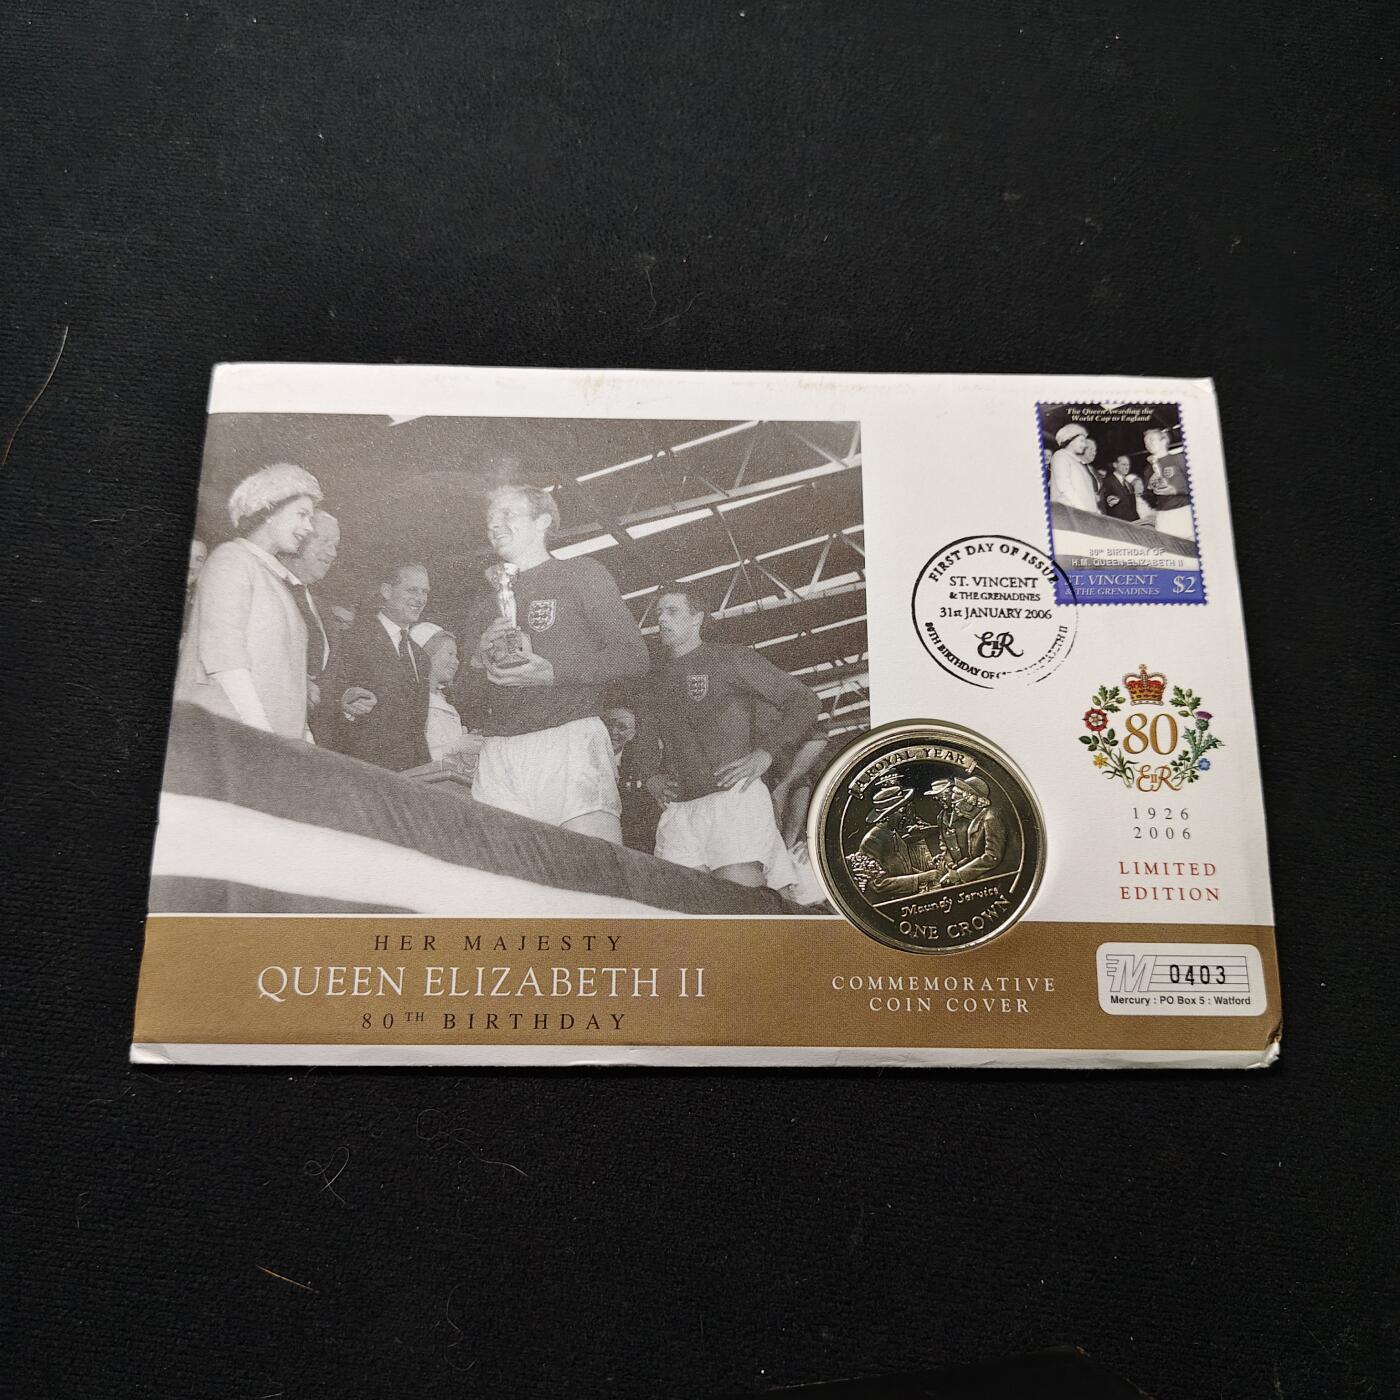 The Queen Awarding the
World Cup to England
80th BIRTHDAY OF
H.M. QUEEN ELIZABETH II
ST. VINCENT
& THE GRENADINES $2
FIRST DAY OF ISSUE
ST. VINCENT
& THE GRENADINES
31st JANUARY 2006
EIIR
80TH BIRTHDAY OF
80
EIIR
1926
2006
LIMITED
EDITION
A ROYAL YEAR
Maundy Service
ONE CROWN
HER MAJESTY
QUEEN ELIZABETH II
80TH BIRTHDAY
COMMEMORATIVE
COIN COVER
M 0403
Mercury : PO Box 5 : Watford